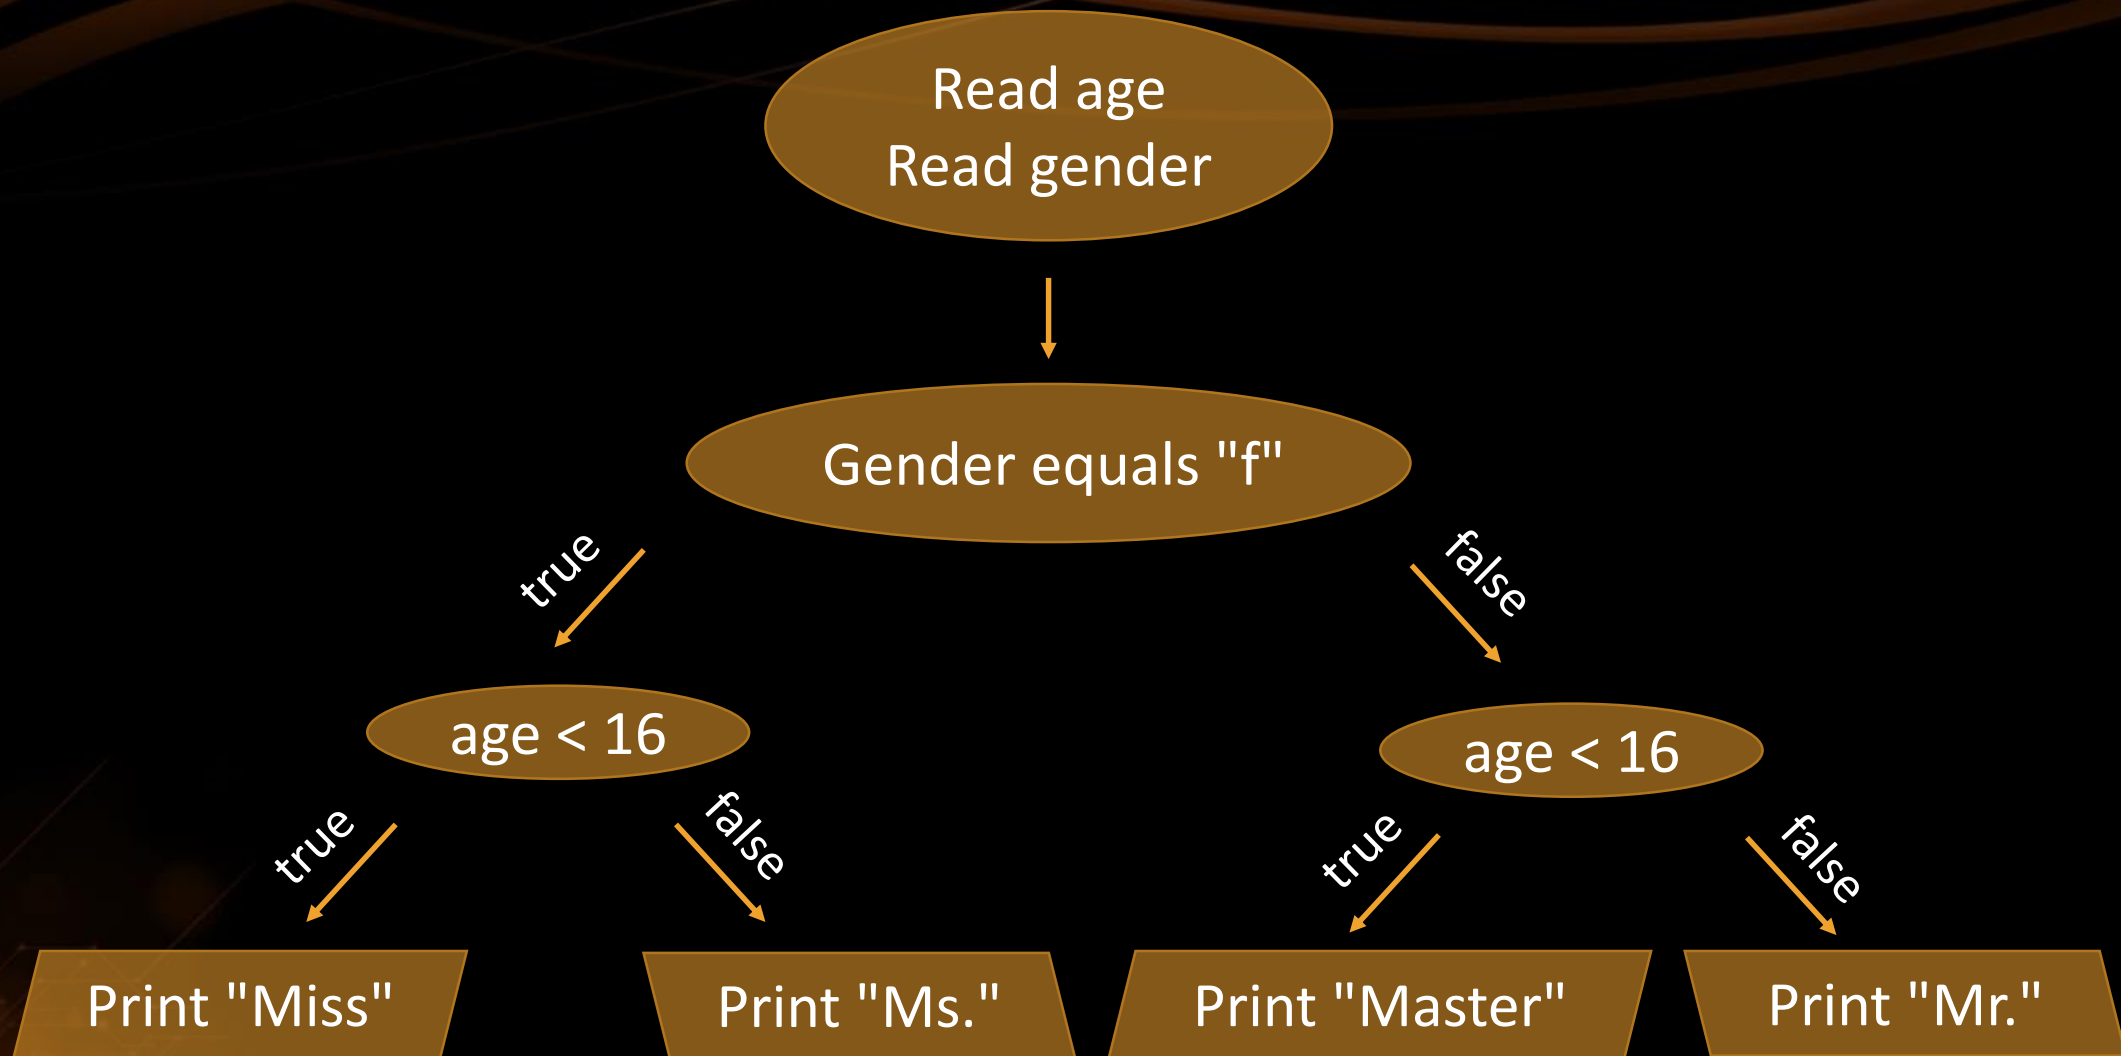 Read age
Read gender
Gender equals "f"
true
false
age < 16
age < 16
true
false
true
false
Print "Miss"
Print "Ms."
Print "Master"
Print "Mr."